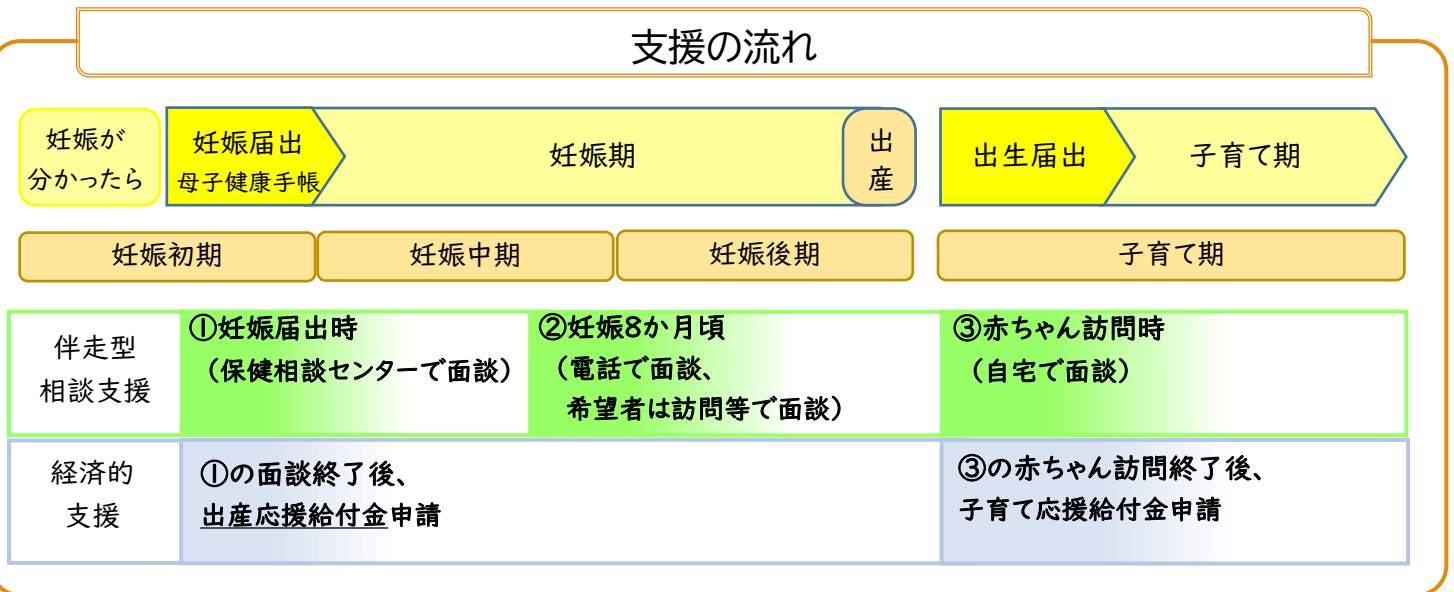 支援の流れ
妊娠が
分かったら
妊娠届出
母子健康手帳
妊娠期
出
産
出生届出
子育て期
妊娠初期
妊娠中期
妊娠後期
子育て期
伴走型
相談支援
①妊娠届出時
（保健相談センターで面談）
②妊娠8か月頃
（電話で面談、
希望者は訪問等で面談）
③赤ちゃん訪問時
（自宅で面談）
経済的
支援
①の面談終了後、
出産応援給付金申請
③の赤ちゃん訪問終了後、
子育て応援給付金申請